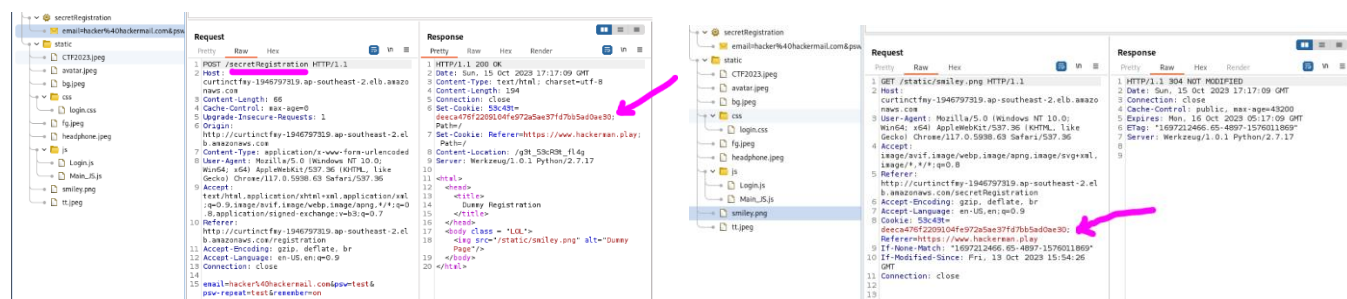 secretRegistration
email=hacker%40hackermail.com&psw
static
CTF2023.jpeg
avatar.jpeg
bg.jpeg
css
login.css
fg.jpeg
headphone.jpeg
js
Login.js
Main_JS.js
smiley.png
tt.jpeg
Request
Pretty Raw Hex
1 POST /secretRegistration HTTP/1.1
2 Host:
curtinctfmy-1946797319.ap-southeast-2.elb.amazo
naws.com
3 Content-Length: 66
4 Cache-Control: max-age=0
5 Upgrade-Insecure-Requests: 1
6 Origin:
http://curtinctfmy-1946797319.ap-southeast-2.el
b.amazonaws.com
7 Content-Type: application/x-www-form-urlencoded
8 User-Agent: Mozilla/5.0 (Windows NT 10.0;
Win64; x64) AppleWebKit/537.36 (KHTML, like
Gecko) Chrome/117.0.5938.63 Safari/537.36
9 Accept:
text/html,application/xhtml+xml,application/xml
;q=0.9,image/avif,image/webp,image/apng,*/*;q=0
.8,application/signed-exchange;v=b3;q=0.7
10 Referer:
http://curtinctfmy-1946797319.ap-southeast-2.el
b.amazonaws.com/registration
11 Accept-Encoding: gzip, deflate, br
12 Accept-Language: en-US,en;q=0.9
13 Connection: close
14
15 email=hacker%40hackermail.com&psw=test&
psw-repeat=test&remember=on
Response
Pretty Raw Hex Render
1 HTTP/1.1 200 OK
2 Date: Sun, 15 Oct 2023 17:17:09 GMT
3 Content-Type: text/html; charset=utf-8
4 Content-Length: 194
5 Connection: close
6 Set-Cookie: S3c43t=
deeca476f2209104fe972a5ae37fd7bb5ad0ae30;
Path=/
7 Set-Cookie: Referer=https://www.hackerman.play;
Path=/
8 Content-Location: /g3t_S3cR3t_fl4g
9 Server: Werkzeug/1.0.1 Python/2.7.17
10
11 <html>
12 <head>
13 <title>
14 Dummy Registration
15 </title>
16 </head>
17 <body class = "LOL">
18 <img src="/static/smiley.png" alt="Dummy
Page"/>
19 </body>
20 </html>
secretRegistration
email=hacker%40hackermail.com&psw
static
CTF2023.jpeg
avatar.jpeg
bg.jpeg
css
login.css
fg.jpeg
headphone.jpeg
js
Login.js
Main_JS.js
smiley.png
tt.jpeg
Request
Pretty Raw Hex
1 GET /static/smiley.png HTTP/1.1
2 Host:
curtinctfmy-1946797319.ap-southeast-2.elb.amazo
naws.com
3 User-Agent: Mozilla/5.0 (Windows NT 10.0;
Win64; x64) AppleWebKit/537.36 (KHTML, like
Gecko) Chrome/117.0.5938.63 Safari/537.36
4 Accept:
image/avif,image/webp,image/apng,image/svg+xml,
image/*,*/*;q=0.8
5 Referer:
http://curtinctfmy-1946797319.ap-southeast-2.el
b.amazonaws.com/secretRegistration
6 Accept-Encoding: gzip, deflate, br
7 Accept-Language: en-US,en;q=0.9
8 Cookie: S3c43t=
deeca476f2209104fe972a5ae37fd7bb5ad0ae30;
Referer=https://www.hackerman.play
9 If-None-Match: "1697212466.65-4897-1576011869"
10 If-Modified-Since: Fri, 13 Oct 2023 15:54:26
GMT
11 Connection: close
12
13
Response
Pretty Raw Hex Render
1 HTTP/1.1 304 NOT MODIFIED
2 Date: Sun, 15 Oct 2023 17:17:09 GMT
3 Connection: close
4 Cache-Control: public, max-age=43200
5 Expires: Mon, 16 Oct 2023 05:17:09 GMT
6 ETag: "1697212466.65-4897-1576011869"
7 Server: Werkzeug/1.0.1 Python/2.7.17
8
9